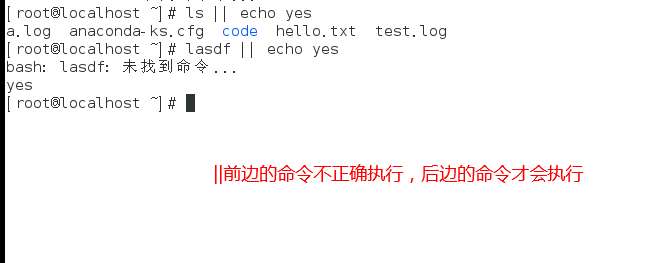 [root@localhost ~]# ls || echo yes
a.log  anaconda-ks.cfg  code  hello.txt  test.log
[root@localhost ~]# lasdf || echo yes
bash: lasdf: 未找到命令...
yes
[root@localhost ~]#
||前边的命令不正确执行，后边的命令才会执行